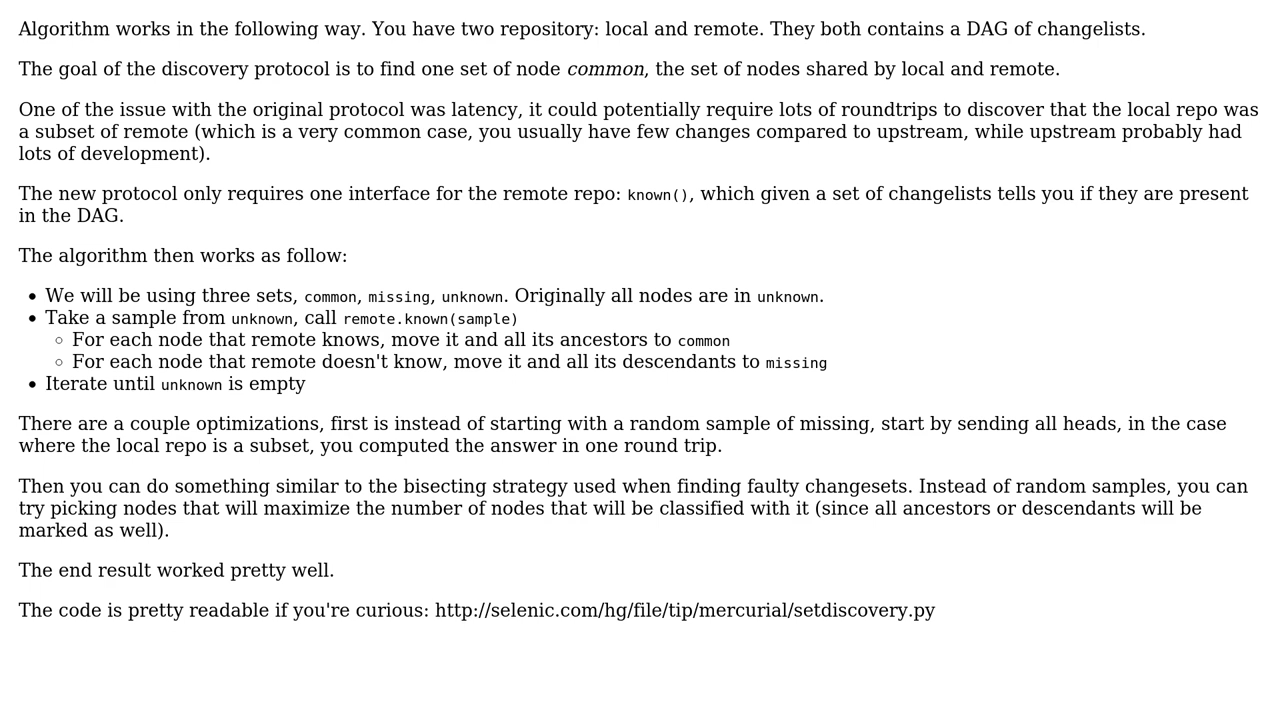 Algorithm works in the following way. You have two repository: local and remote. They both contains a DAG of changelists.
The goal of the discovery protocol is to find one set of node common, the set of nodes shared by local and remote.
One of the issue with the original protocol was latency, it could potentially require lots of roundtrips to discover that the local repo was
a subset of remote (which is a very common case, you usually have few changes compared to upstream, while upstream probably had
lots of development).
The new protocol only requires one interface for the remote repo: known(), which given a set of changelists tells you if they are present
in the DAG.
The algorithm then works as follow:
• We will be using three sets, common, missing, unknown. Originally all nodes are in unknown.
• Take a sample from unknown, call remote.known(sample)
◦ For each node that remote knows, move it and all its ancestors to common
◦ For each node that remote doesn't know, move it and all its descendants to missing
• Iterate until unknown is empty
There are a couple optimizations, first is instead of starting with a random sample of missing, start by sending all heads, in the case
where the local repo is a subset, you computed the answer in one round trip.
Then you can do something similar to the bisecting strategy used when finding faulty changesets. Instead of random samples, you can
try picking nodes that will maximize the number of nodes that will be classified with it (since all ancestors or descendants will be
marked as well).
The end result worked pretty well.
The code is pretty readable if you're curious: http://selenic.com/hg/file/tip/mercurial/setdiscovery.py